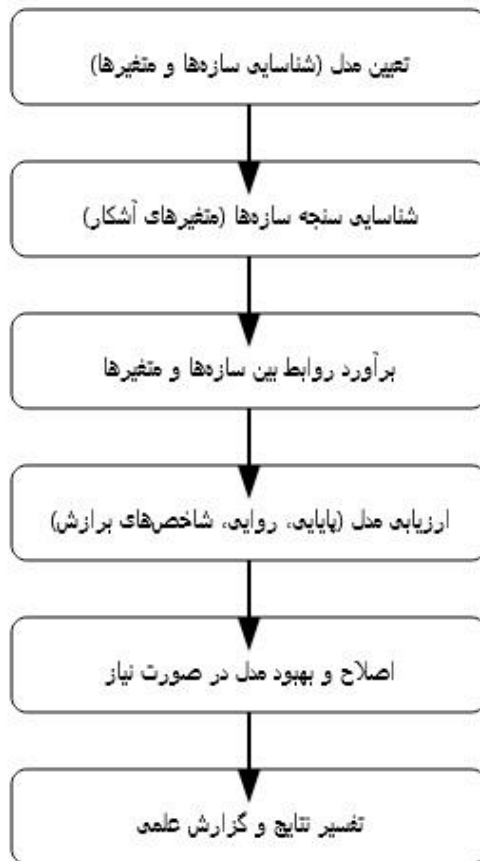 تعیین مدل (شناسایی سازه‌ها و متغیرها)
شناسایی سنجه سازه‌ها (متغیرهای آشکار)
برآورد روابط بین سازه‌ها و متغیرها
ارزیابی مدل (پایایی، روایی، شاخص‌های برازش)
اصلاح و بهبود مدل در صورت نیاز
تفسیر نتایج و گزارش علمی